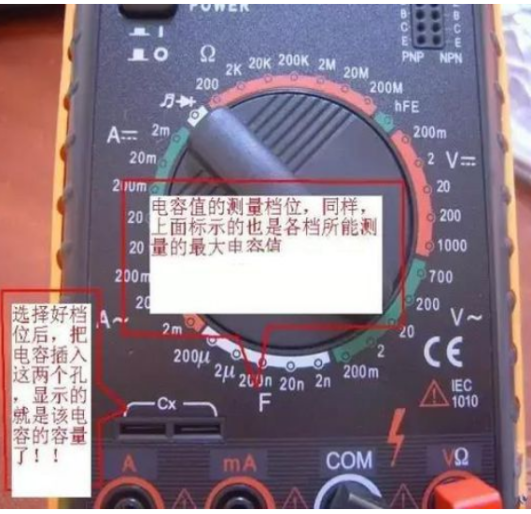 POWER
I
O
Ω
200
2K
20K
200K
2M
20M
200M
hFE
B
C
E
B
C
E
PNP
NPN
A
2m
20m
200m
20
200m
20
2m
A~
200m
2
V
20
200
1000
700
200
V~
20
2
200m
电容值的测量档位，同样，
上面标示的也是各档所能测
量的最大电容值
选择好档
位后，把
电容插入
这两个孔
，显示的
就是该电
容的容量
了！！
200μ
2μ
200n
20n
2n
F
Cx
CE
IEC
1010
A
mA
COM
VΩ